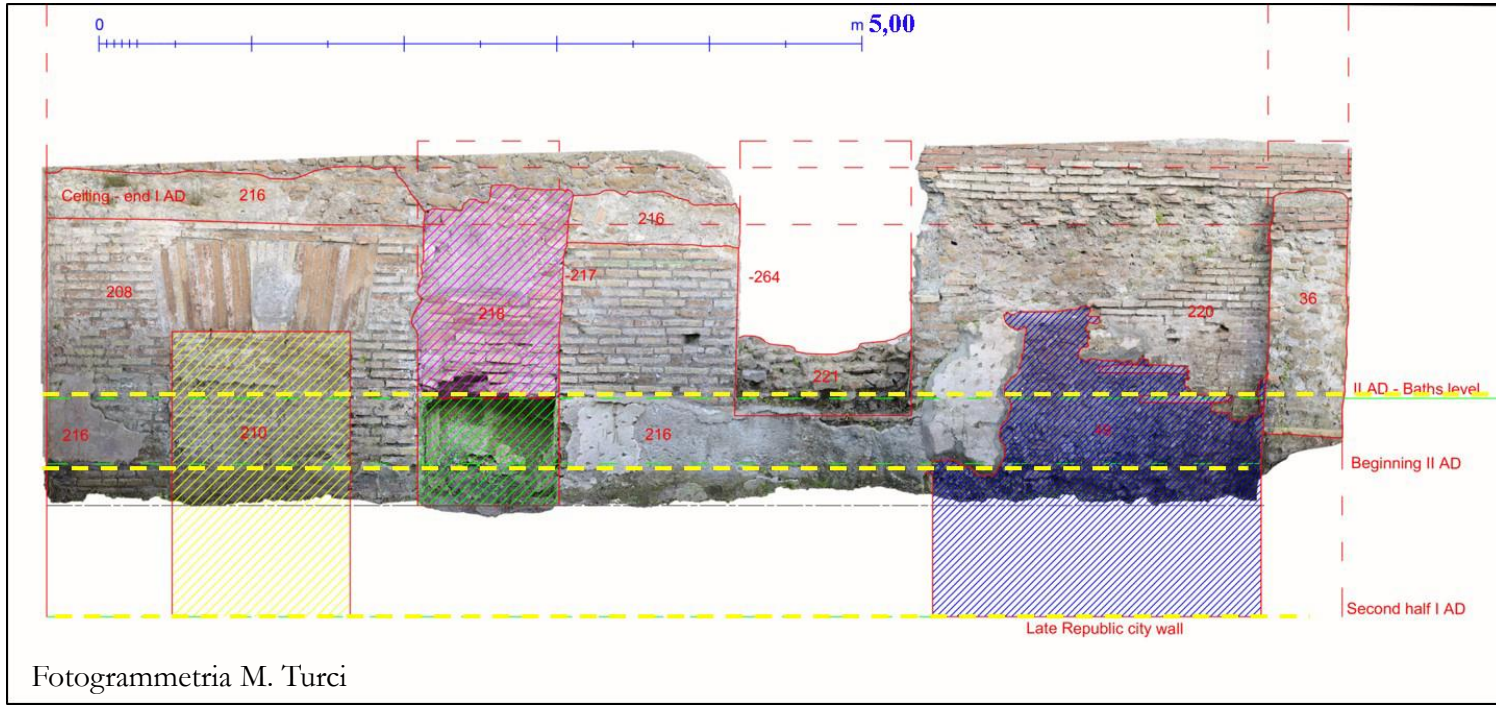 0
m 5,00
Celting - end I AD
216
216
208
-217
-264
218
220
36
221
II AD - Baths level
216
210
216
Beginning II AD
Second half I AD
Late Republic city wall
Fotogrammetria M. Turci